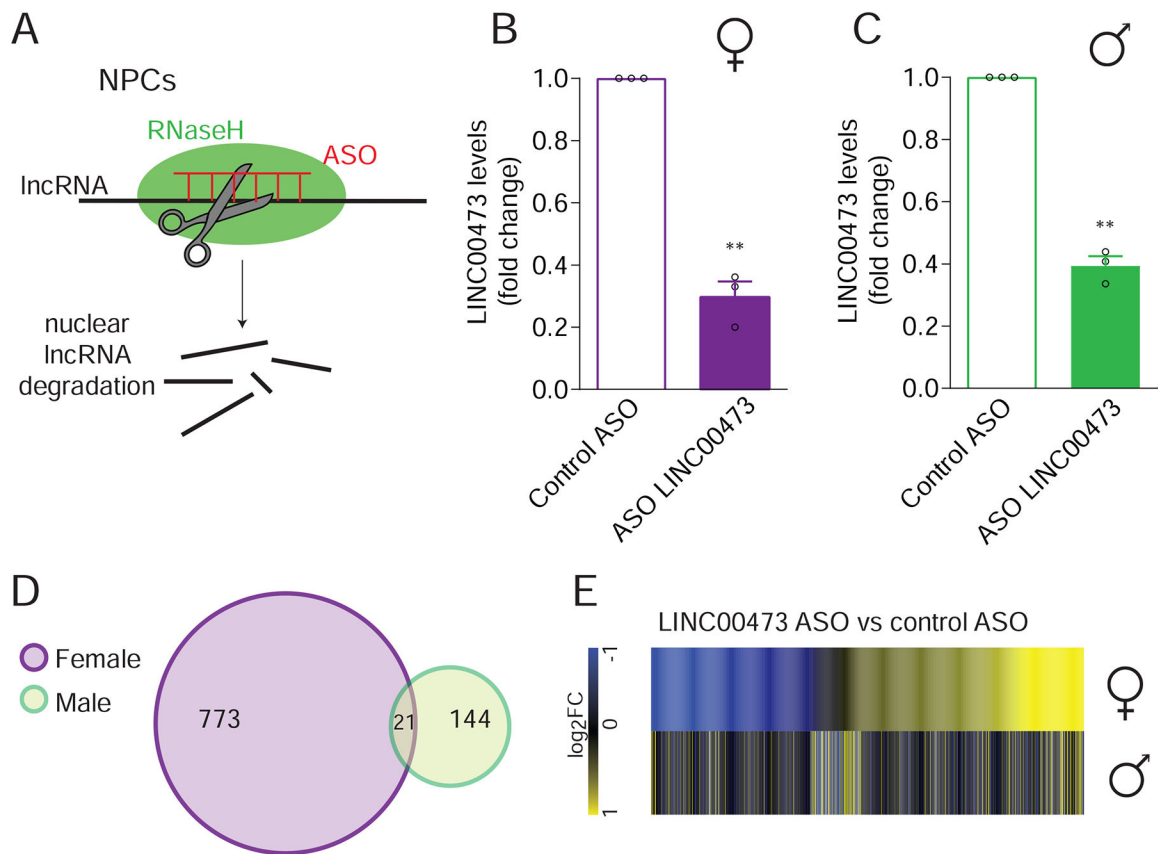 A
NPCs
RNaseH
ASO
lncRNA
nuclear
lncRNA
degradation
B
♀
LINC00473 levels
(fold change)
1.0
0.8
0.6
0.4
0.2
0.0
**
Control ASO
ASO LINC00473
C
♂
LINC00473 levels
(fold change)
1.0
0.8
0.6
0.4
0.2
0.0
**
Control ASO
ASO LINC00473
D
Female
Male
773
21
144
E
LINC00473 ASO vs control ASO
log2FC
-1
0
1
♀
♂